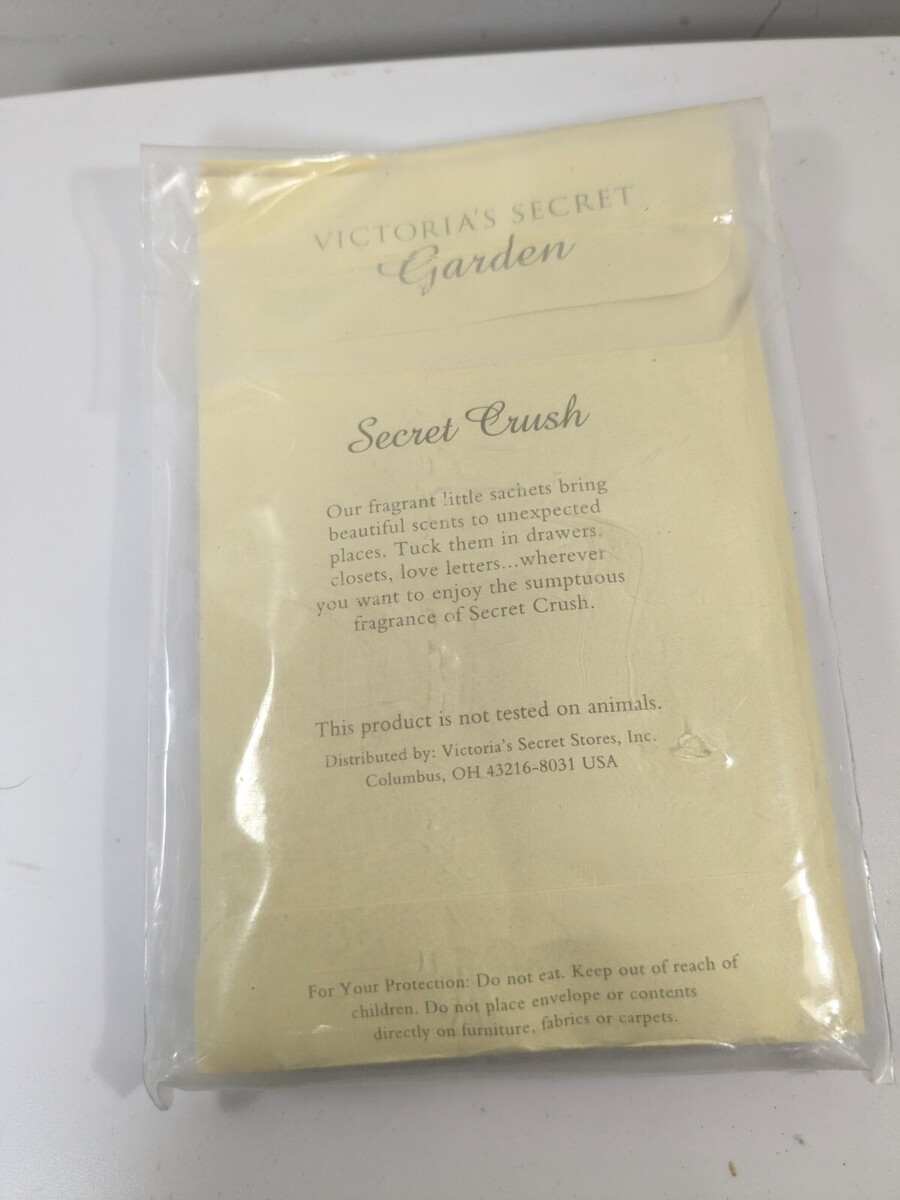 VICTORIA'S SECRET
Garden
Secret Crush
Our fragrant little sachets bring
beautiful scents to unexpected
places. Tuck them in drawers,
closets, love letters...wherever
you want to enjoy the sumptuous
fragrance of Secret Crush.
This product is not tested on animals.
Distributed by: Victoria's Secret Stores, Inc.
Columbus, OH 43216-8031 USA
For Your Protection: Do not eat. Keep out of reach of
children. Do not place envelope or contents
directly on furniture, fabrics or carpets.